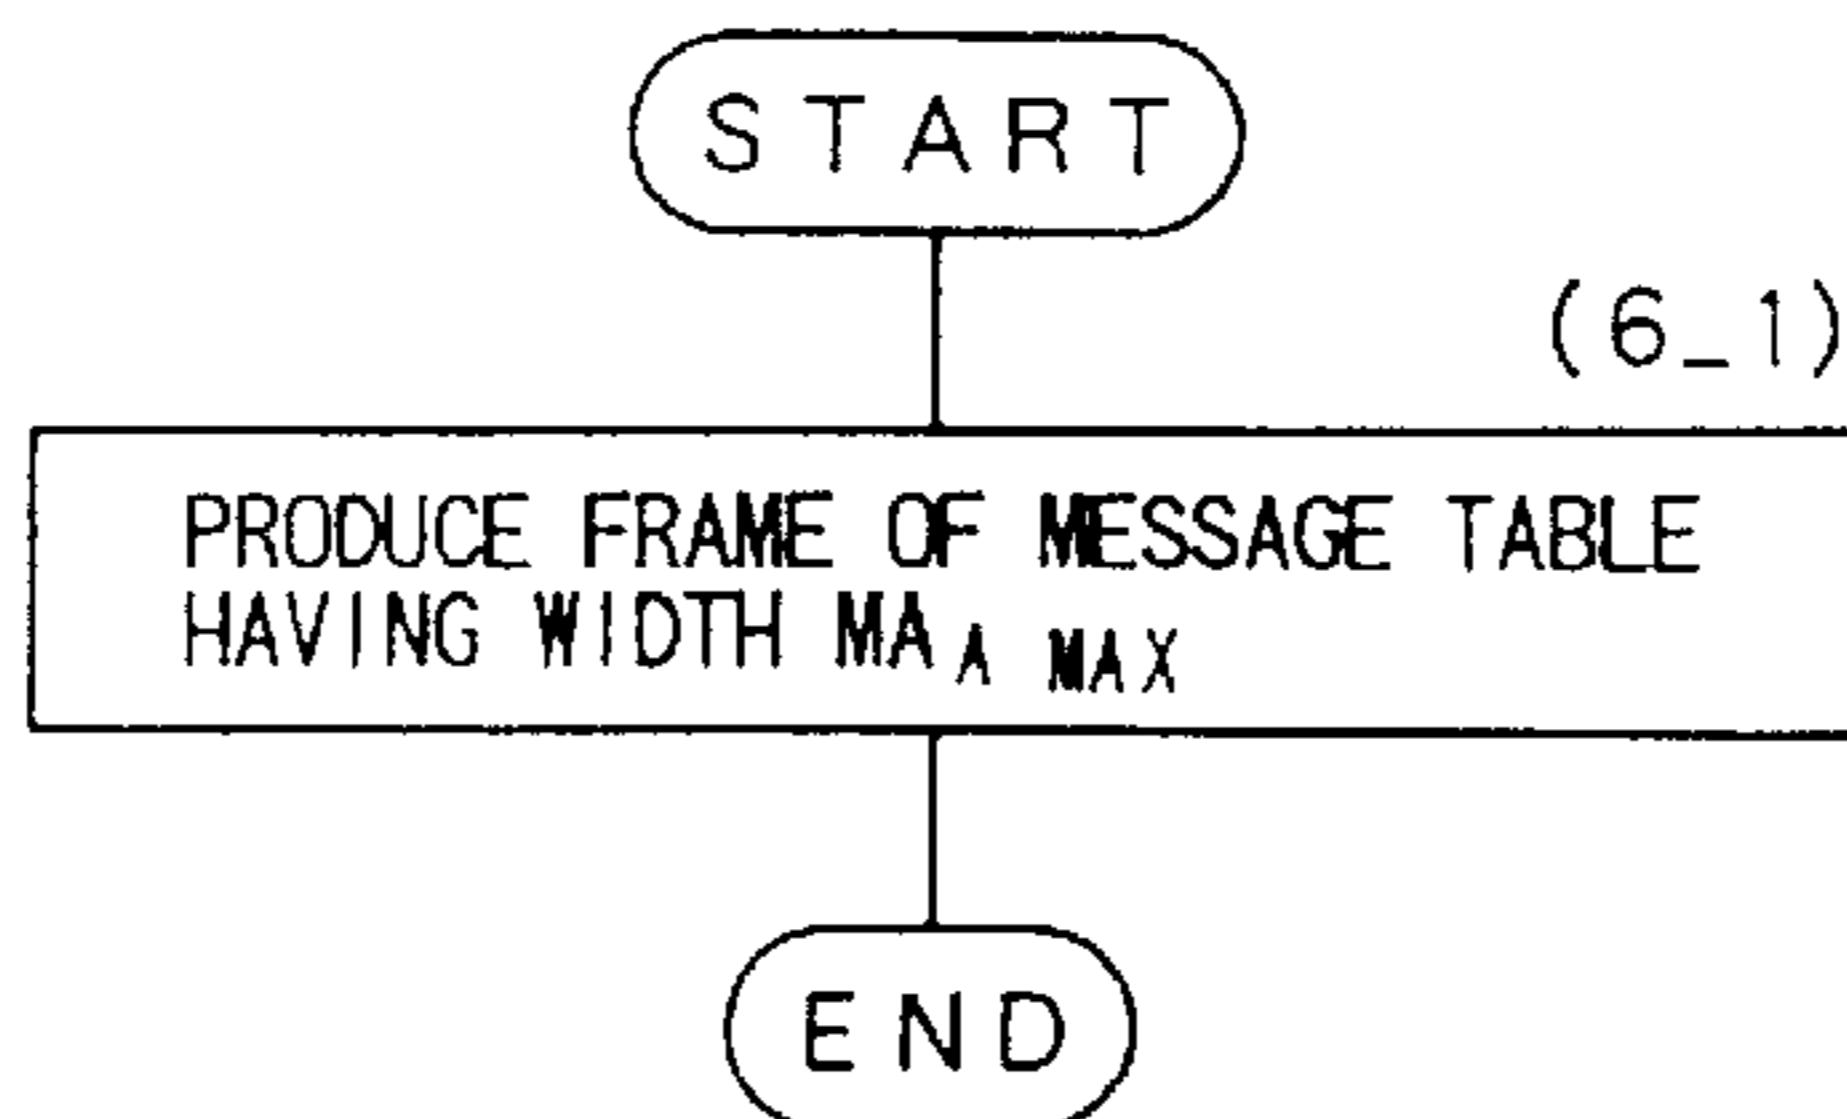 START
(6_1)
PRODUCE FRAME OF MESSAGE TABLE
HAVING WIDTH MA A MAX
END